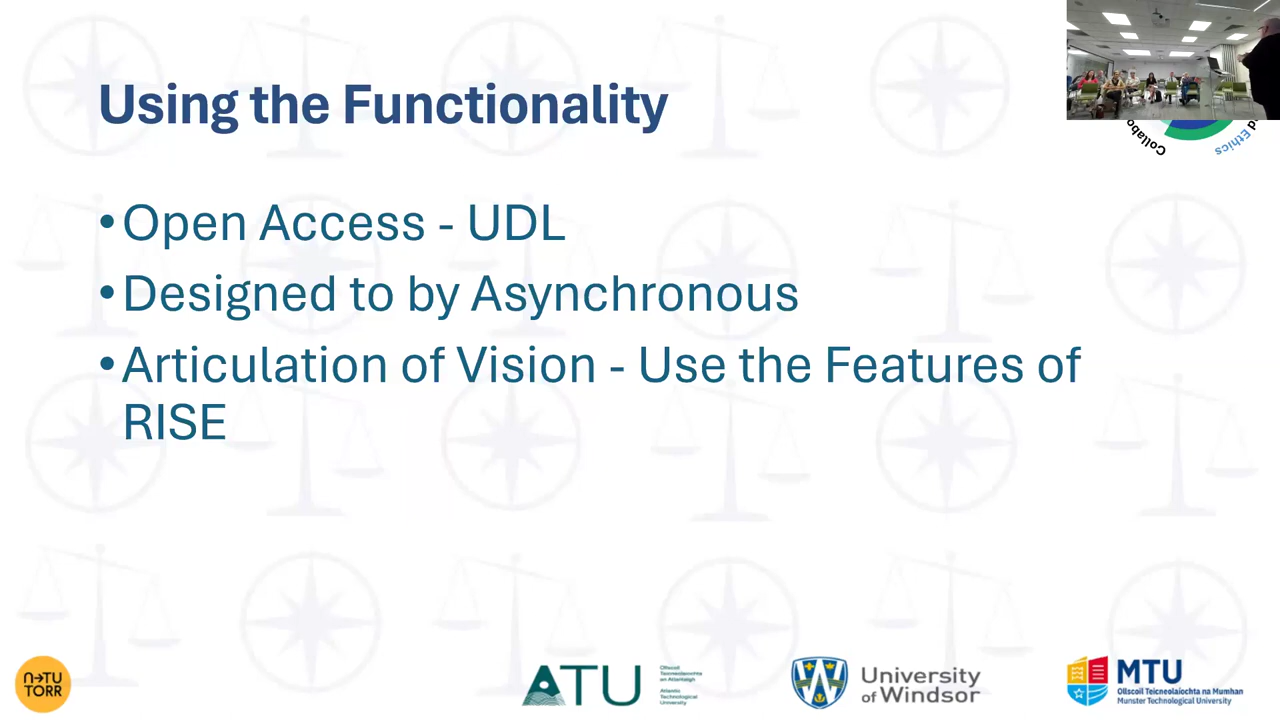 Using the Functionality
Collabo
d Ethics
•Open Access - UDL
•Designed to by Asynchronous
•Articulation of Vision - Use the Features of
RISE
N→TU
TORR
ATU
Ollscoil
Teicneolaíochta
an Atlantaigh
Atlantic
Technological
University
University
of Windsor
MTU
Ollscoil Teicneolaíochta na Mumhan
Munster Technological University